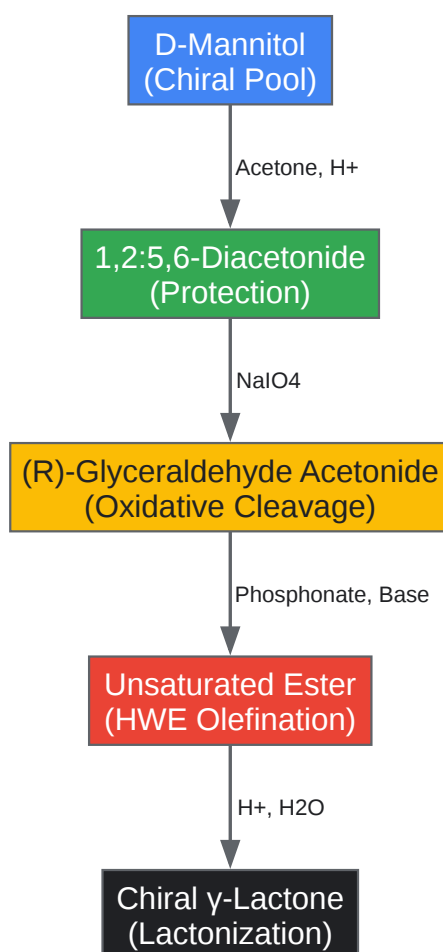 D-Mannitol
(Chiral Pool)
Acetone, H+
1,2:5,6-Diacetonide
(Protection)
NaIO4
(R)-Glyceraldehyde Acetonide
(Oxidative Cleavage)
Phosphonate, Base
Unsaturated Ester
(HWE Olefination)
H+, H2O
Chiral γ-Lactone
(Lactonization)